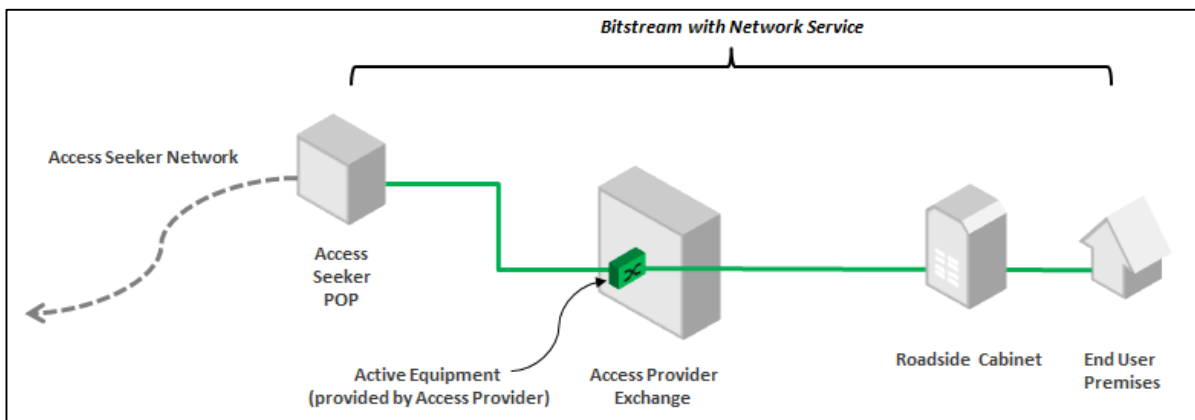 Bitstream with Network Service
Access Seeker Network
Access
Seeker
POP
Active Equipment
(provided by Access Provider)
Access Provider
Exchange
Roadside Cabinet
End User
Premises